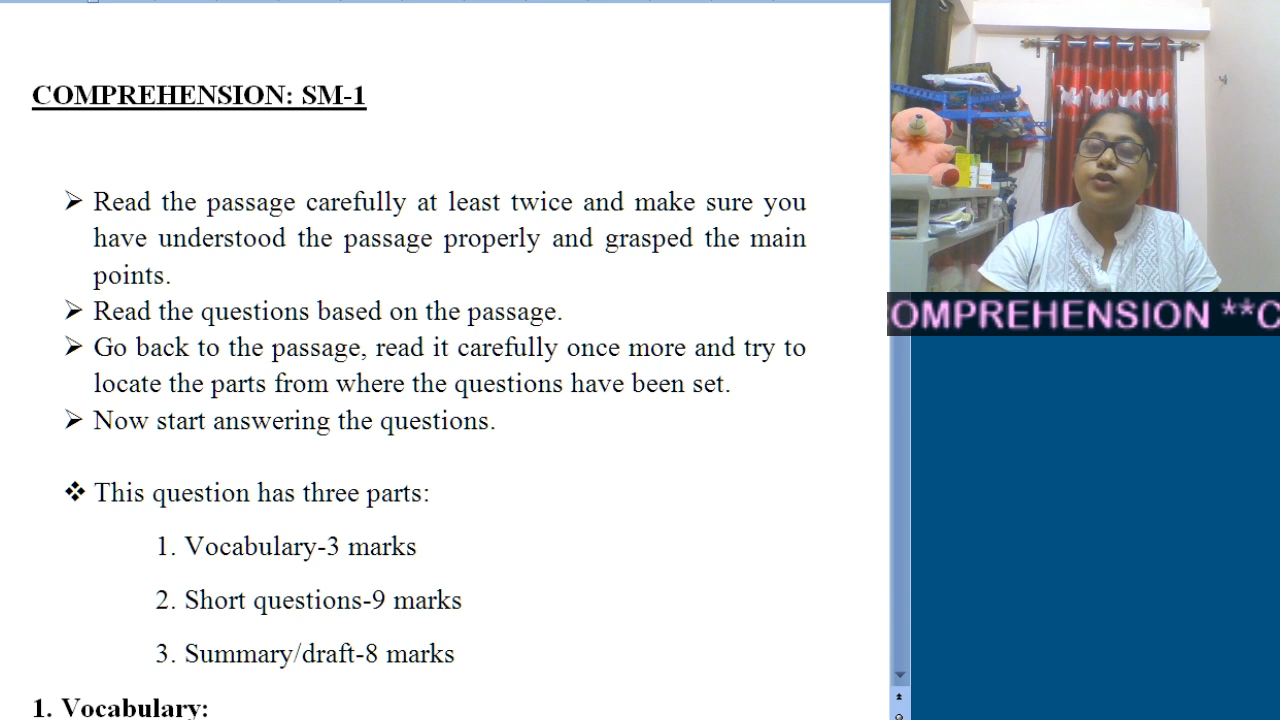 COMPREHENSION: SM-1
Read the passage carefully at least twice and make sure you
have understood the passage properly and grasped the main
points.
Read the questions based on the passage.
Go back to the passage, read it carefully once more and try to
locate the parts from where the questions have been set.
Now start answering the questions.
This question has three parts:
1. Vocabulary-3 marks
2. Short questions-9 marks
3. Summary/draft-8 marks
1. Vocabulary:
OMPREHENSION **C